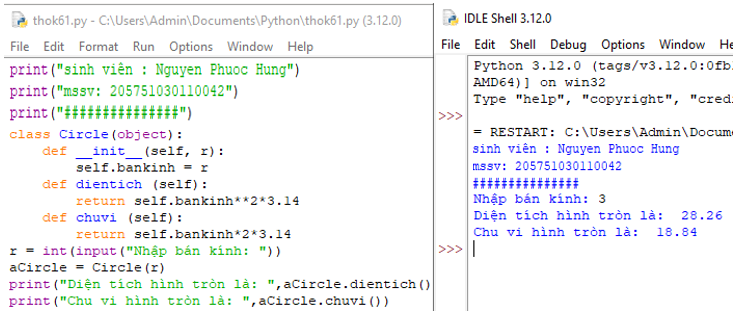 thok61.py - C:\Users\Admin\Documents\Python\thok61.py (3.12.0)
File Edit Format Run Options Window Help
print("sinh viên : Nguyen Phuoc Hung")
print("mssv: 205751030110042")
print("###############")
class Circle(object):
    def __init__(self, r):
        self.bankinh = r
    def dientich (self):
        return self.bankinh**2*3.14
    def chuvi (self):
        return self.bankinh*2*3.14
r = int(input("Nhập bán kính: "))
aCircle = Circle(r)
print("Diện tích hình tròn là: ",aCircle.dientich()
print("Chu vi hình tròn là: ",aCircle.chuvi())
IDLE Shell 3.12.0
File Edit Shell Debug Options Window He
Python 3.12.0 (tags/v3.12.0:0fb
AMD64)] on win32
Type "help", "copyright", "cred
>>>
= RESTART: C:\Users\Admin\Docume
sinh viên : Nguyen Phuoc Hung
mssv: 205751030110042
###############
Nhập bán kính: 3
Diện tích hình tròn là:  28.26
Chu vi hình tròn là:  18.84
>>>